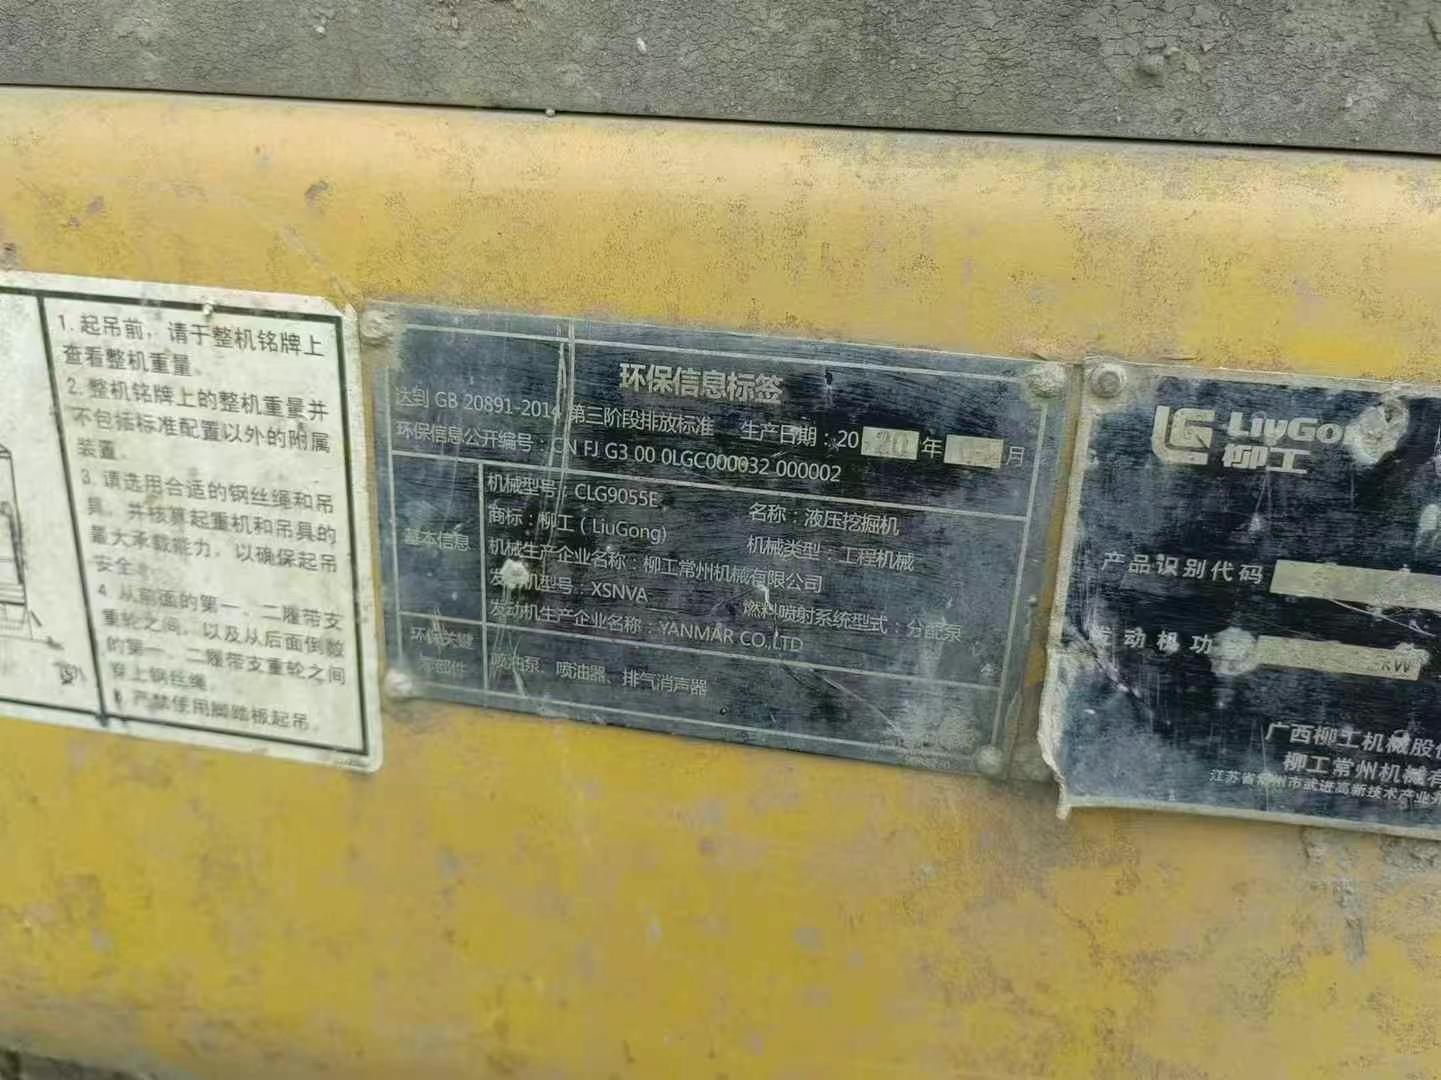 1.起吊前,请于整机铭牌上
查看整机重量。
2.整机铭牌上的整机重量并
不包括标准配置以外的附属
装置。
3.请选用合适的钢丝绳和吊
具,并核算起重机和吊具的
最大承载能力,以确保起吊
安全。
4.从前面的第一、二履带支
重轮之间,以及从后面倒数
的第一、二履带支重轮之间
穿上钢丝绳。
严禁使用脚踏板起吊。
环保信息标签
达到 GB 20891-2014 第三阶段排放标准 生产日期:20 20 年 月
环保信息公开编号:CN FJ G3 00 0LGC000032 000002
基本信息
机械型号:CLG9055E 名称:液压挖掘机
商标:柳工(LiuGong) 机械类型:工程机械
机械生产企业名称:柳工常州机械有限公司
发动机型号:XSNVA 燃料喷射系统型式:分配泵
发动机生产企业名称:YANMAR CO.,LTD
环保关键
零部件
喷油泵、喷油器、排气消声器
LiuGong
柳工
产品识别代码
发动机功 kW
广西柳工机械股份
柳工常州机械有
江苏省常州市武进高新技术产业开